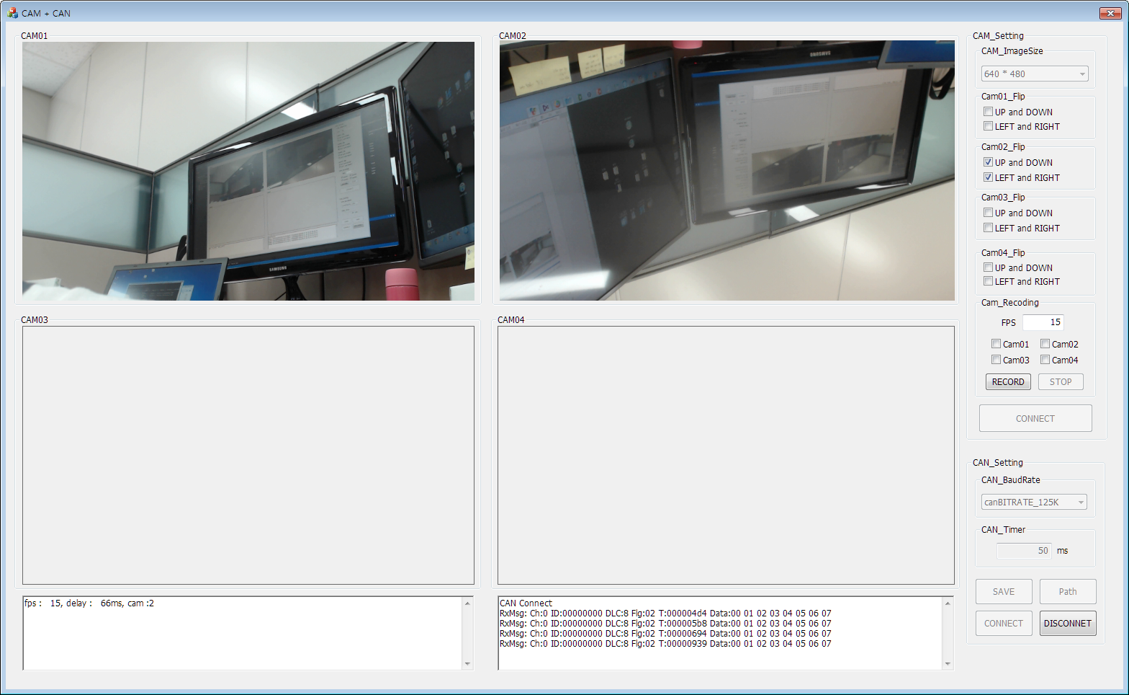 CAM + CAN
CAM01
SAMSUNG
CAM02
SAMSUNG
CAM03
CAM04
fps : 15, delay : 66ms, cam :2
CAN Connect
RxMsg: Ch:0 ID:00000000 DLC:8 Flg:02 T:000004d4 Data:00 01 02 03 04 05 06 07
RxMsg: Ch:0 ID:00000000 DLC:8 Flg:02 T:000005b8 Data:00 01 02 03 04 05 06 07
RxMsg: Ch:0 ID:00000000 DLC:8 Flg:02 T:00000694 Data:00 01 02 03 04 05 06 07
RxMsg: Ch:0 ID:00000000 DLC:8 Flg:02 T:00000939 Data:00 01 02 03 04 05 06 07
CAM_Setting
CAM_ImageSize
640 * 480
Cam01_Flp
UP and DOWN
LEFT and RIGHT
Cam02_Flp
UP and DOWN
LEFT and RIGHT
Cam03_Flp
UP and DOWN
LEFT and RIGHT
Cam04_Flp
UP and DOWN
LEFT and RIGHT
Cam_Recoding
FPS 15
Cam01 Cam02
Cam03 Cam04
RECORD STOP
CONNECT
CAN_Setting
CAN_BaudRate
canBITRATE_125K
CAN_Timer
50 ms
SAVE Path
CONNECT DISCONNET